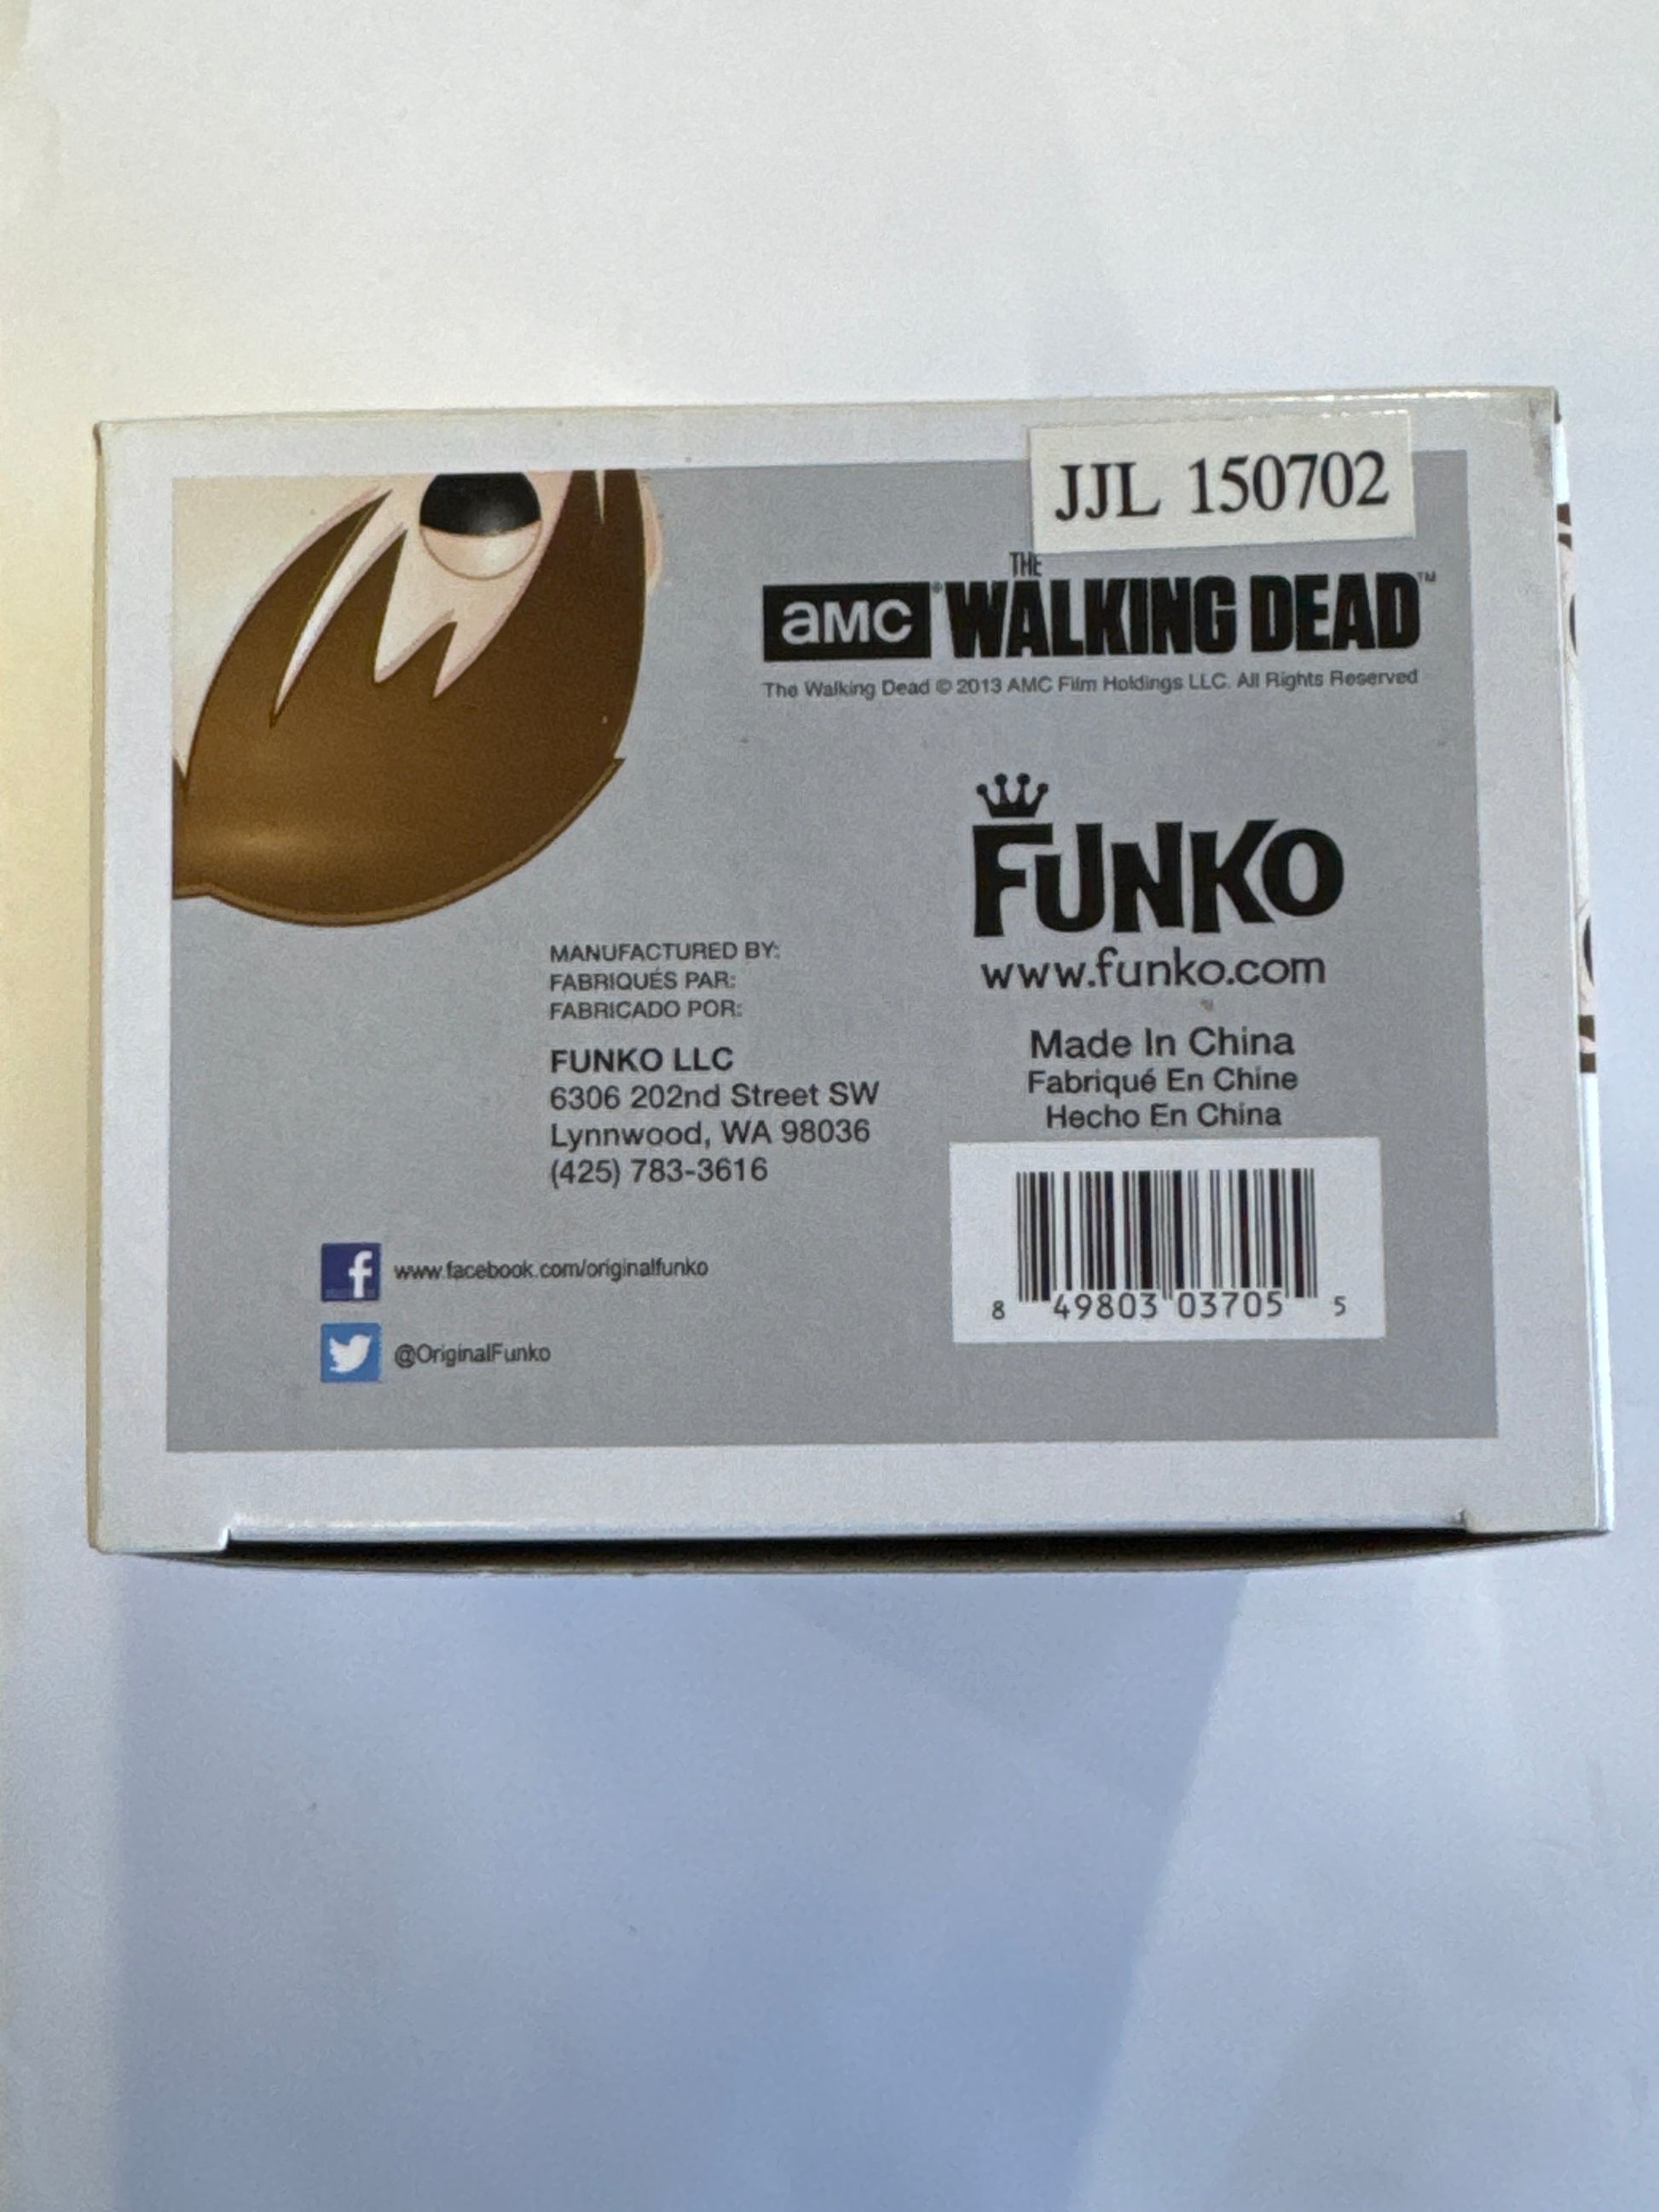 JJL 150702
THE
aMC® WALKING DEAD™
The Walking Dead © 2013 AMC Film Holdings LLC. All Rights Reserved
FUNKO
www.funko.com
Made In China
Fabriqué En Chine
Hecho En China
MANUFACTURED BY:
FABRIQUÉS PAR:
FABRICADO POR:
FUNKO LLC
6306 202nd Street SW
Lynnwood, WA 98036
(425) 783-3616
f www.facebook.com/originalfunko
@OriginalFunko
8 49803 03705 5